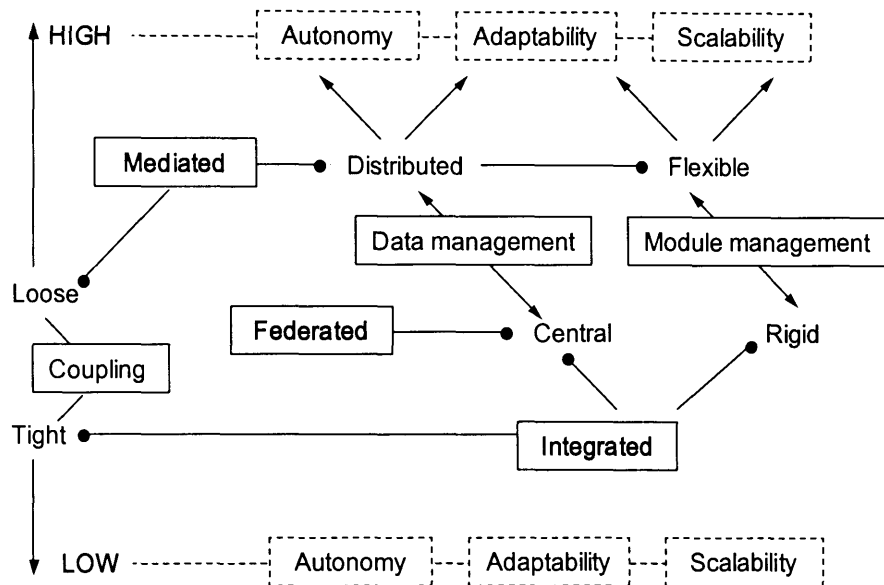 HIGH
Autonomy
Adaptability
Scalability
Mediated
Distributed
Flexible
Data management
Module management
Loose
Federated
Central
Rigid
Coupling
Tight
Integrated
LOW
Autonomy
Adaptability
Scalability